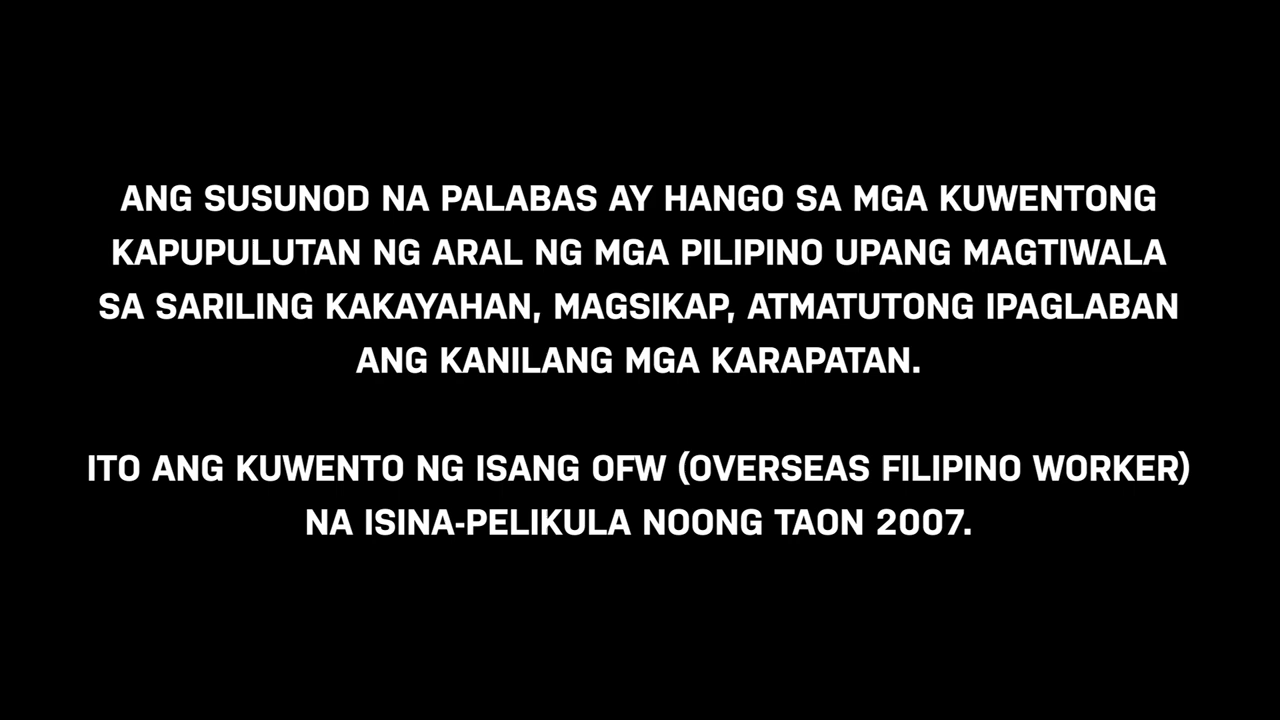 ANG SUSUNOD NA PALABAS AY HANGO SA MGA KUWENTONG
KAPUPULUTAN NG ARAL NG MGA PILIPINO UPANG MAGTIWALA
SA SARILING KAKAYAHAN, MAGSIKAP, ATMATUTONG IPAGLABAN
ANG KANILANG MGA KARAPATAN.
ITO ANG KUWENTO NG ISANG OFW (OVERSEAS FILIPINO WORKER)
NA ISINA-PELIKULA NOONG TAON 2007.